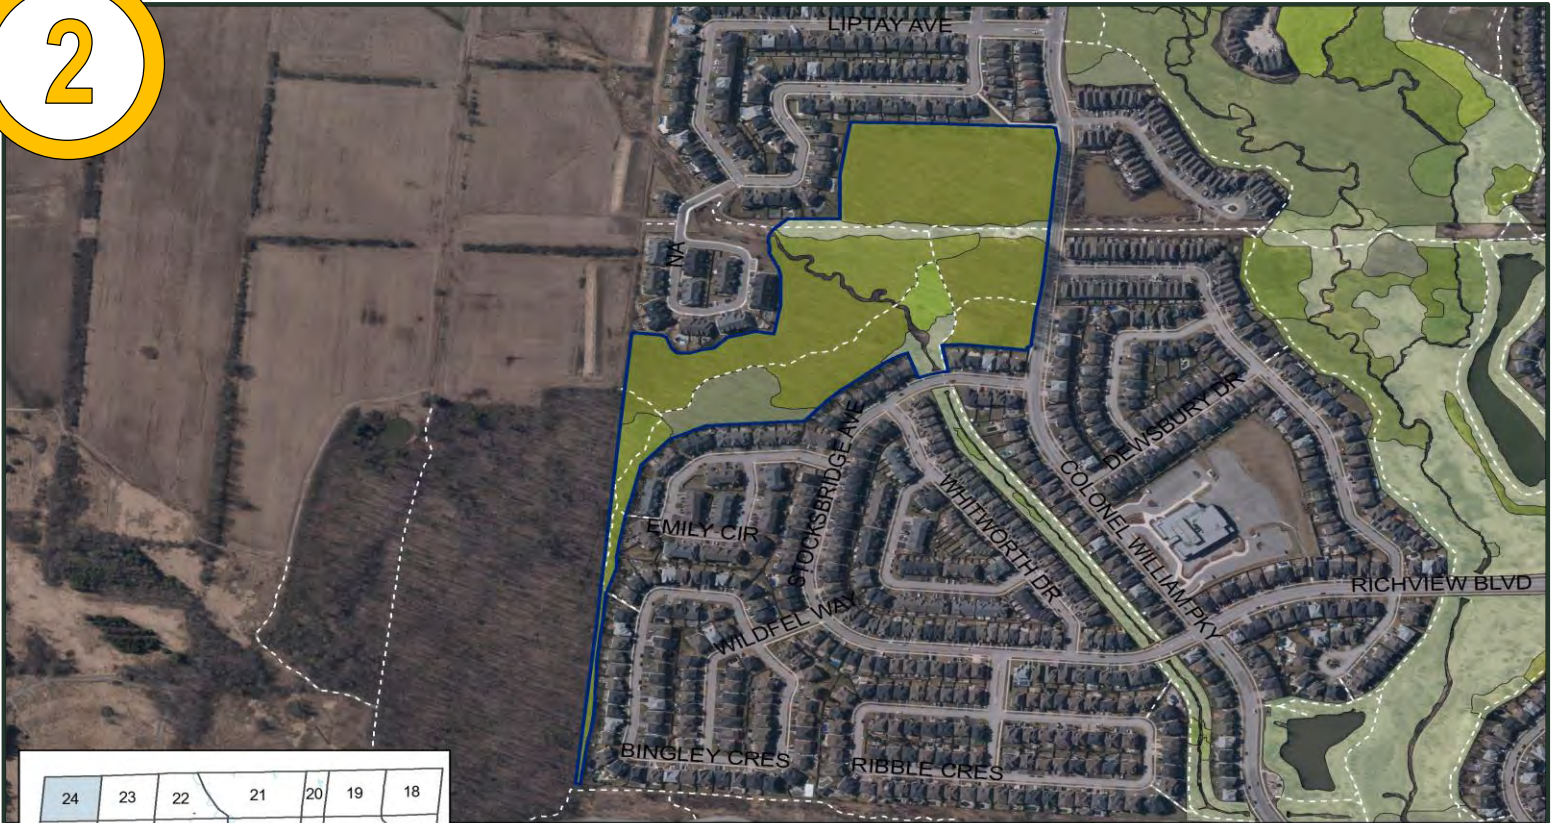 2
LIPTAY AVE
NA
DEWSBURY DR
STOCKSBRIDGE AVE
COLONEL WILLIAM PKY
WHITWORTH DR
EMILY CIR
RICHVIEW BLVD
WILDFEL WAY
BINGLEY CRES
RIBBLE CRES
24 23 22 21 20 19 18